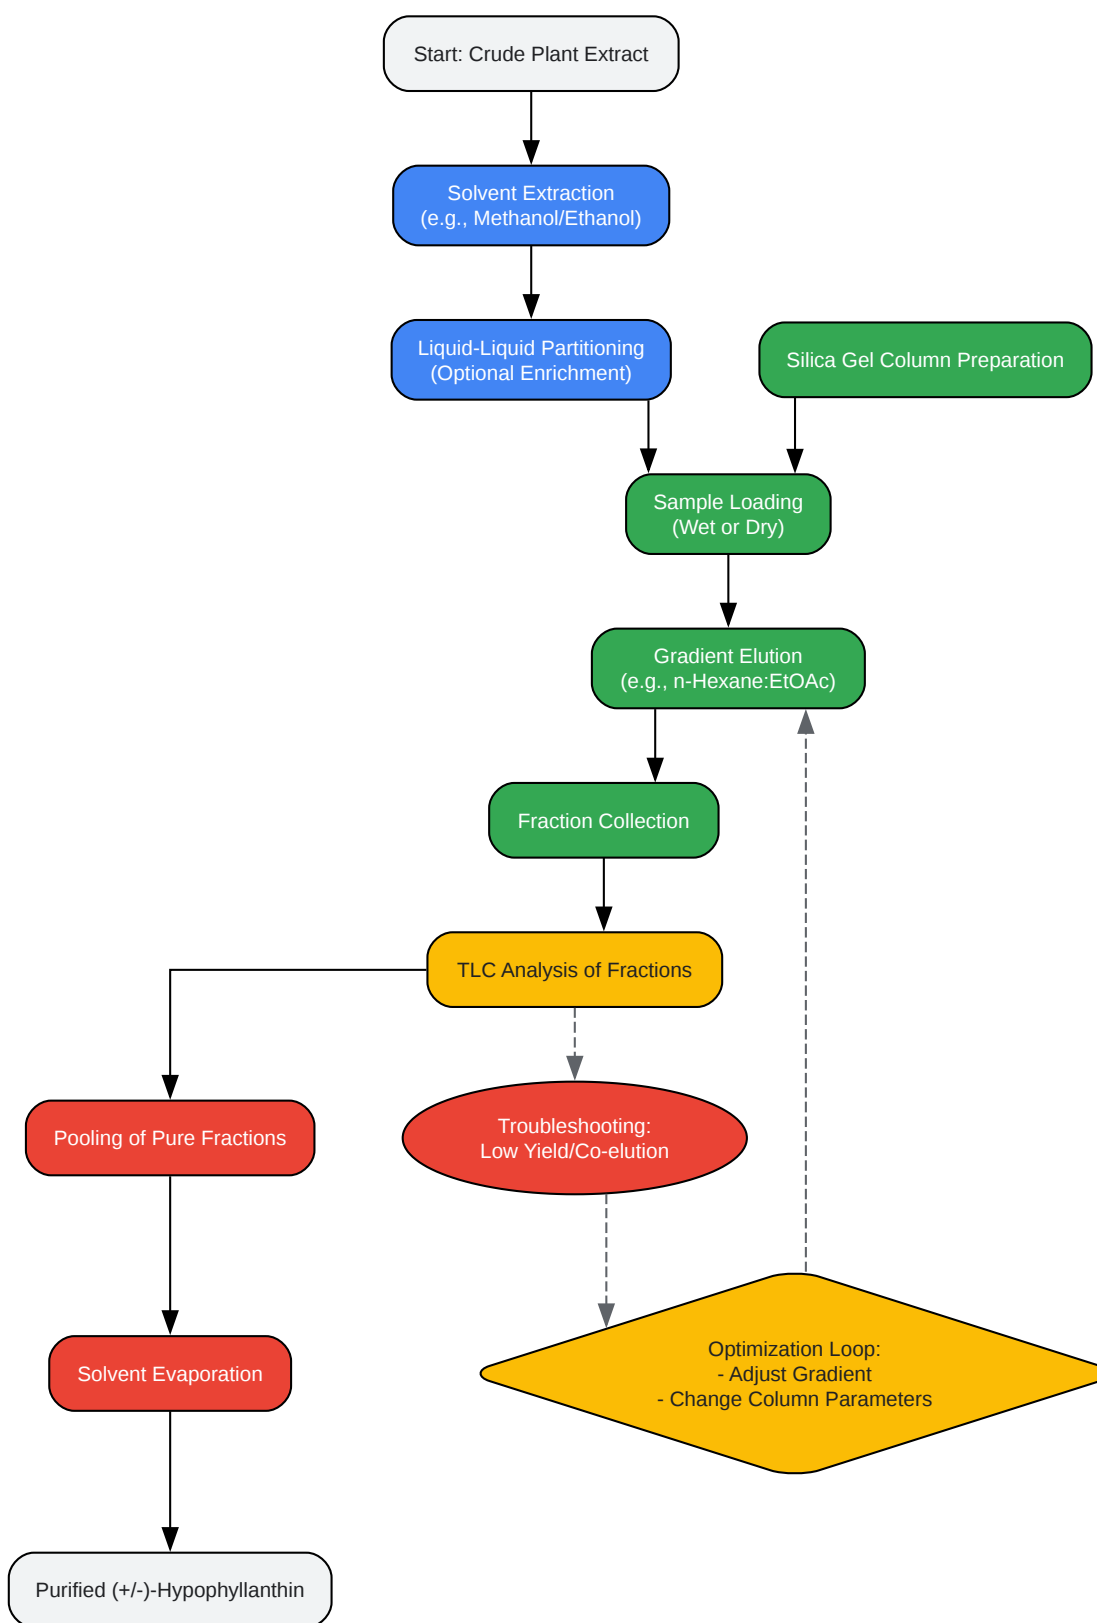 Start: Crude Plant Extract
Solvent Extraction
(e.g., Methanol/Ethanol)
Liquid-Liquid Partitioning
(Optional Enrichment)
Silica Gel Column Preparation
Sample Loading
(Wet or Dry)
Gradient Elution
(e.g., n-Hexane:EtOAc)
Fraction Collection
TLC Analysis of Fractions
Pooling of Pure Fractions
Troubleshooting:
Low Yield/Co-elution
Solvent Evaporation
Optimization Loop:
- Adjust Gradient
- Change Column Parameters
Purified (+/-)-Hypophyllanthin